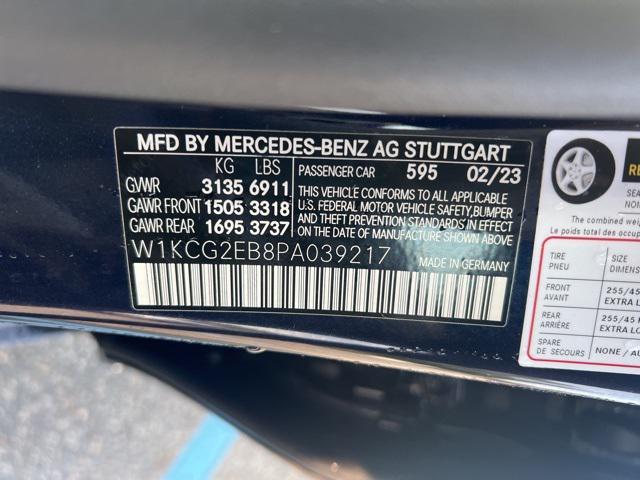 MFD BY MERCEDES-BENZ AG STUTTGART
KG LBS
GVWR 3135 6911
GAWR FRONT 1505 3318
GAWR REAR 1695 3737
PASSENGER CAR 595 02/23
THIS VEHICLE CONFORMS TO ALL APPLICABLE
U.S. FEDERAL MOTOR VEHICLE SAFETY, BUMPER
AND THEFT PREVENTION STANDARDS IN EFFECT
ON THE DATE OF MANUFACTURE SHOWN ABOVE.
W1KCG2EB8PA039217
MADE IN GERMANY
The combined weig
Le poids des occup
TIRE
PNEU
SIZE
DIMENS
FRONT
AVANT
255/45
EXTRA LO
REAR
ARRIÈRE
255/45
EXTRA LO
SPARE
DE SECOURS
NONE / AU